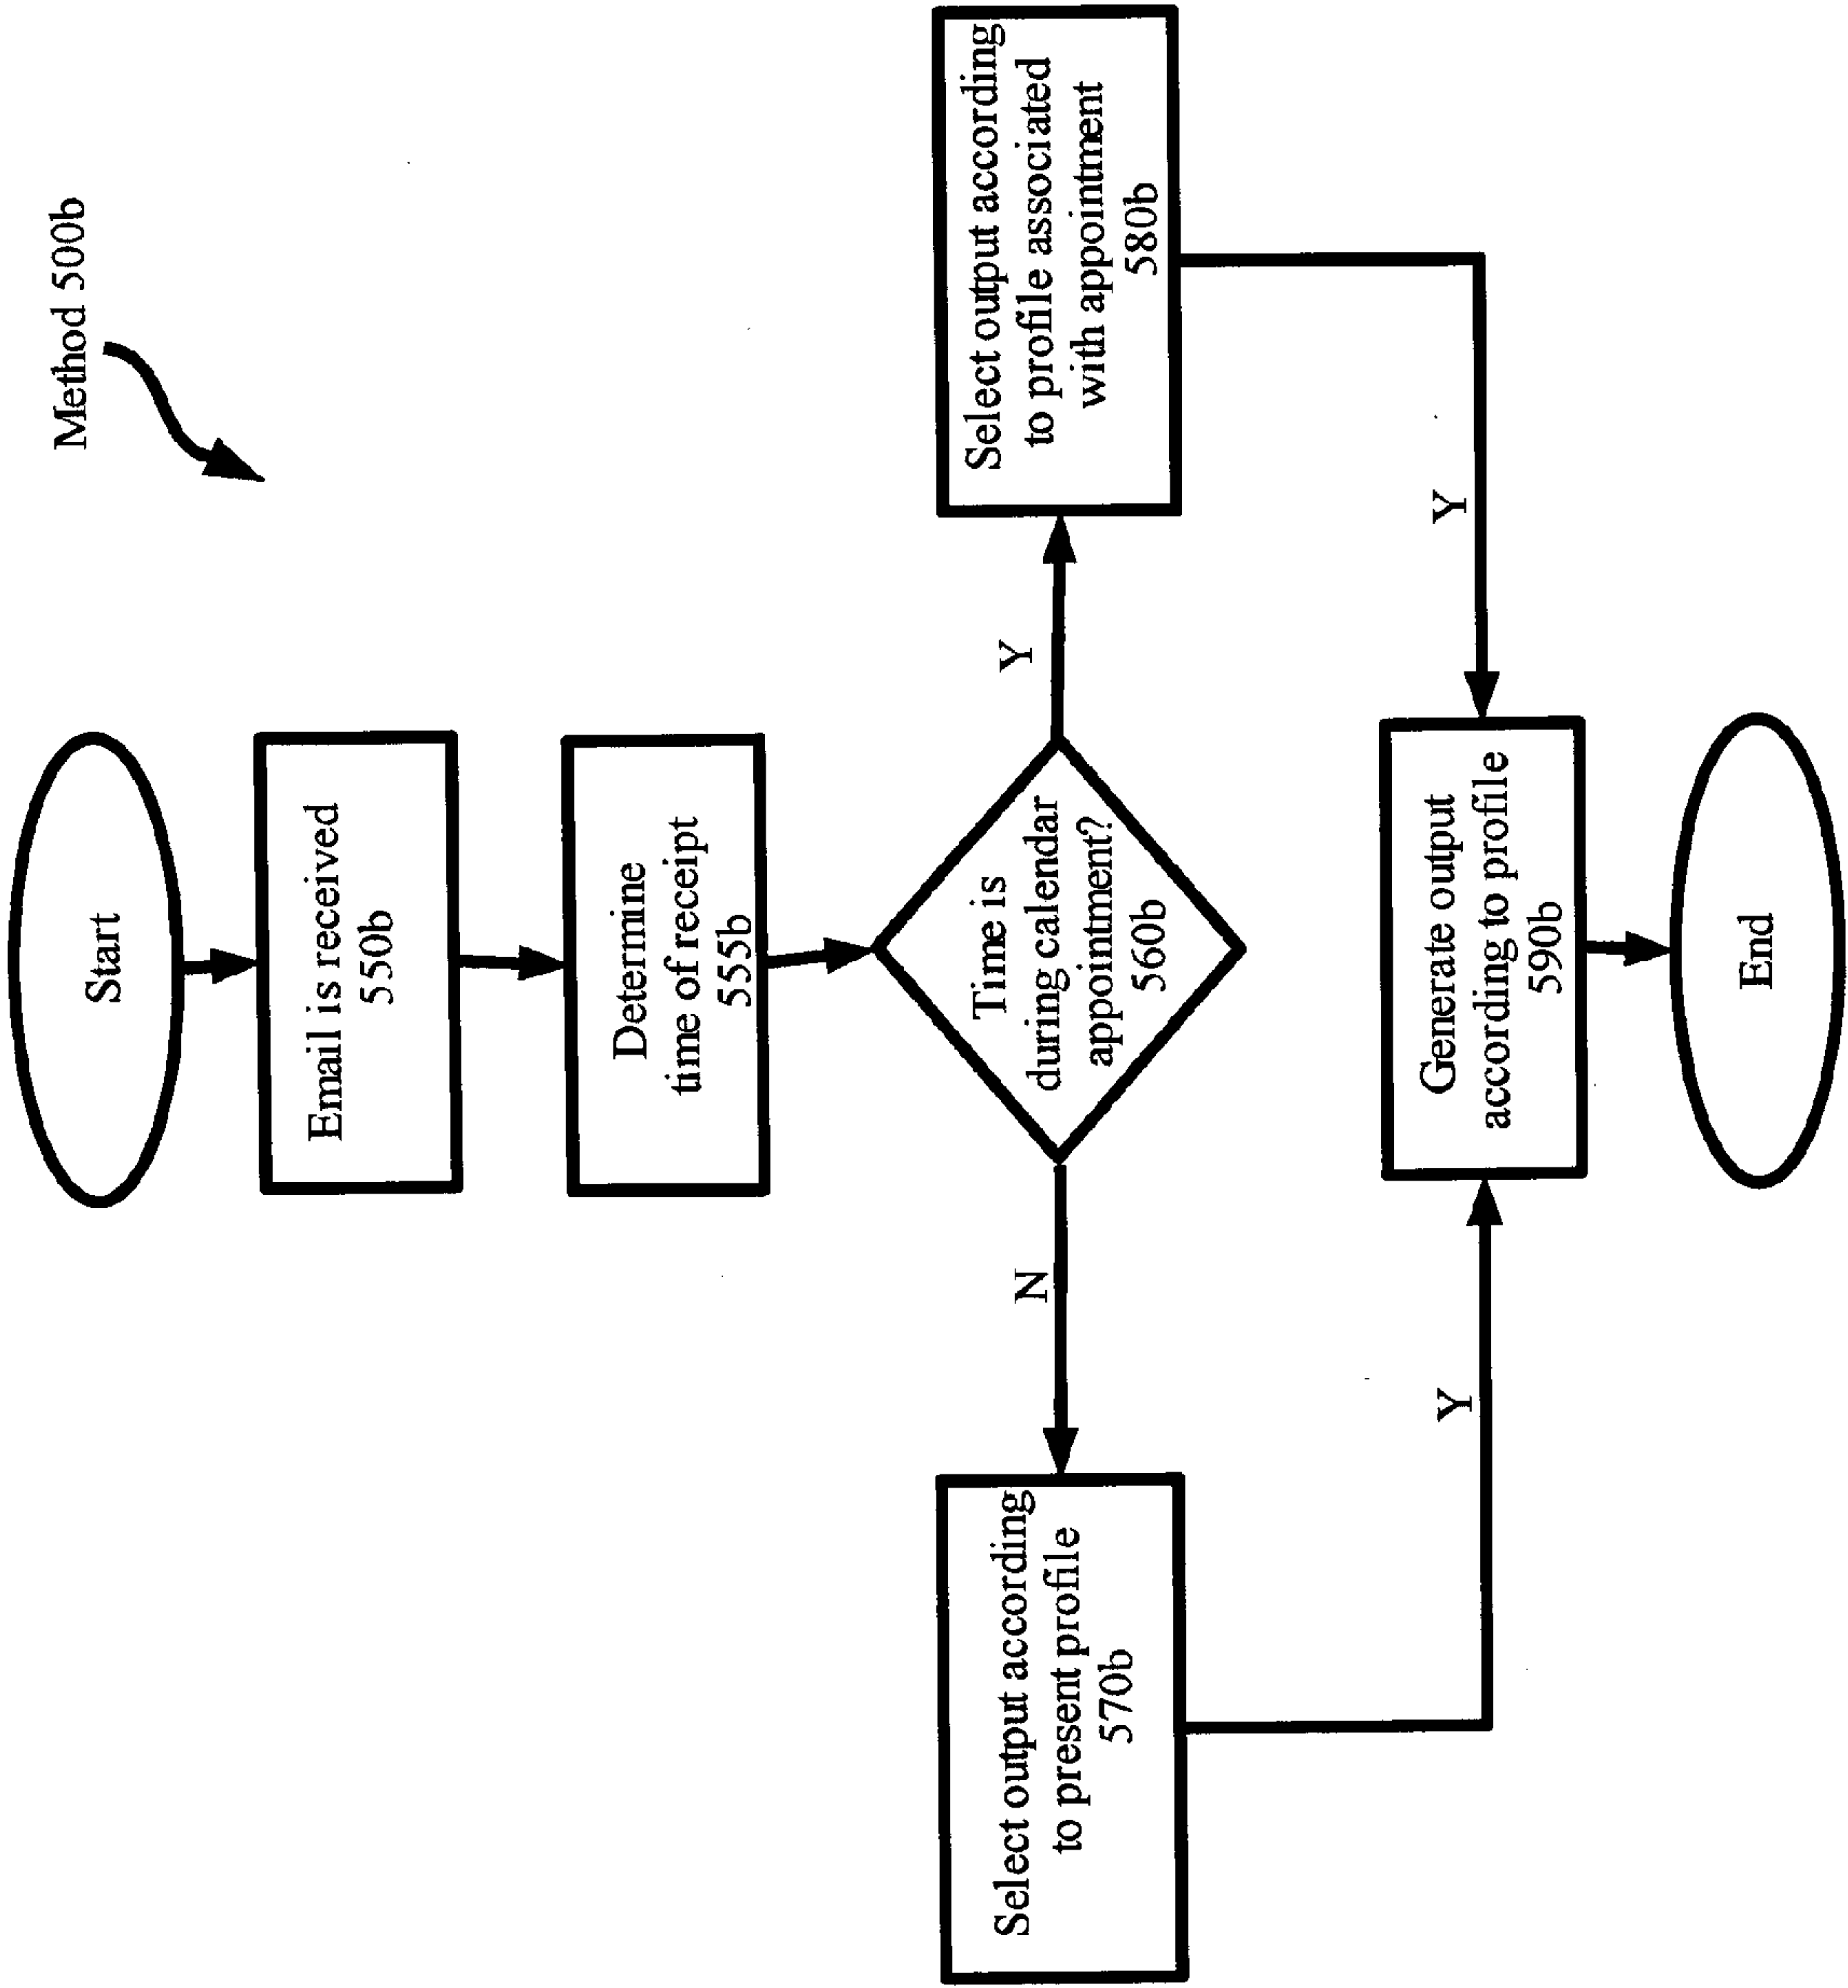 Method 500b
Start
Email is received
550b
Determine
time of receipt
555b
Time is
during calendar
appointment?
560b
N
Y
Select output according
to present profile
570b
Select output according
to profile associated
with appointment
580b
Y
Y
Generate output
according to profile
590b
End